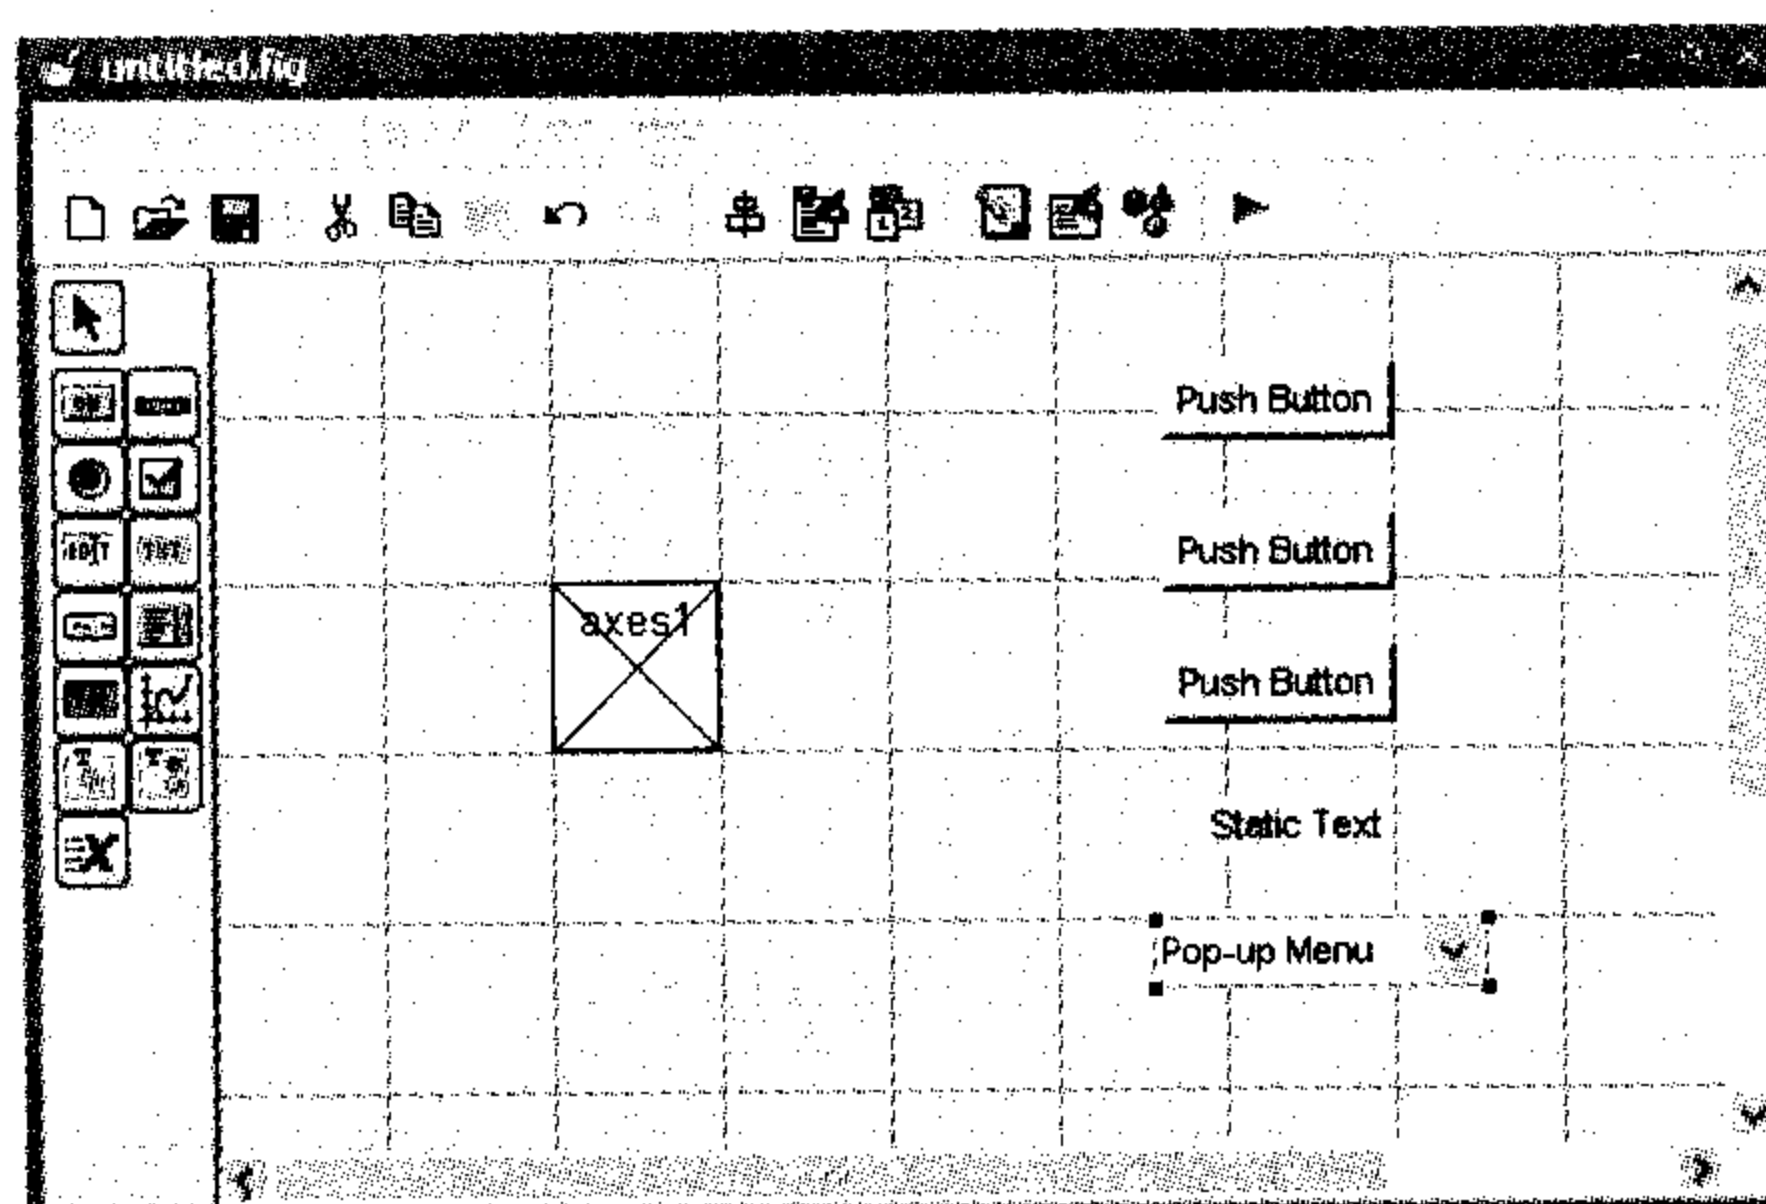 untitled.fig
Push Button
Push Button
axes1
Push Button
Static Text
Pop-up Menu